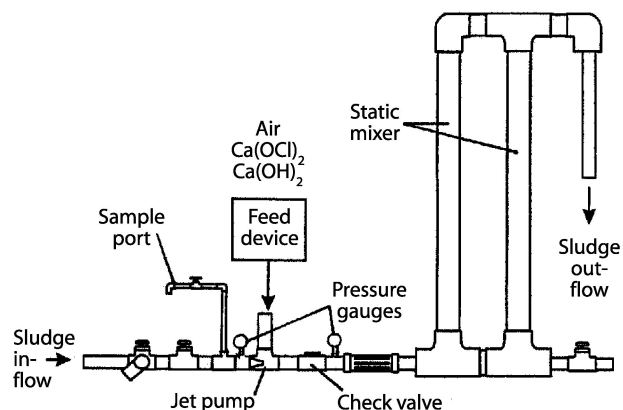 Static
mixer
Air
Ca(OCl)2
Ca(OH)2
Feed
device
Sample
port
Sludge
out-
flow
Pressure
gauges
Sludge
in-
flow
Jet pump
Check valve